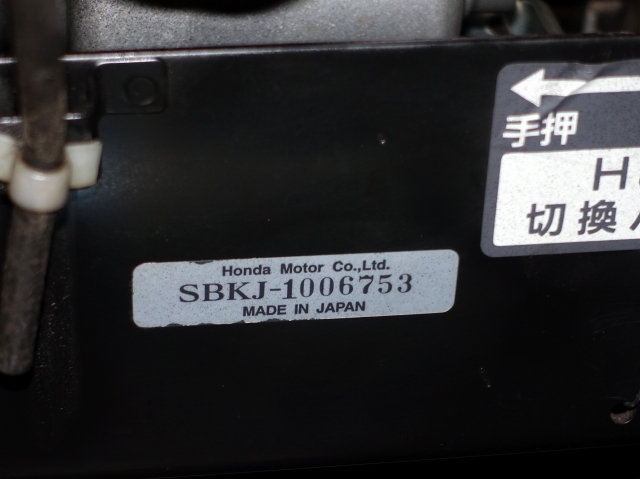 手押
切換
Honda Motor Co.,Ltd.
SBKJ-1006753
MADE IN JAPAN